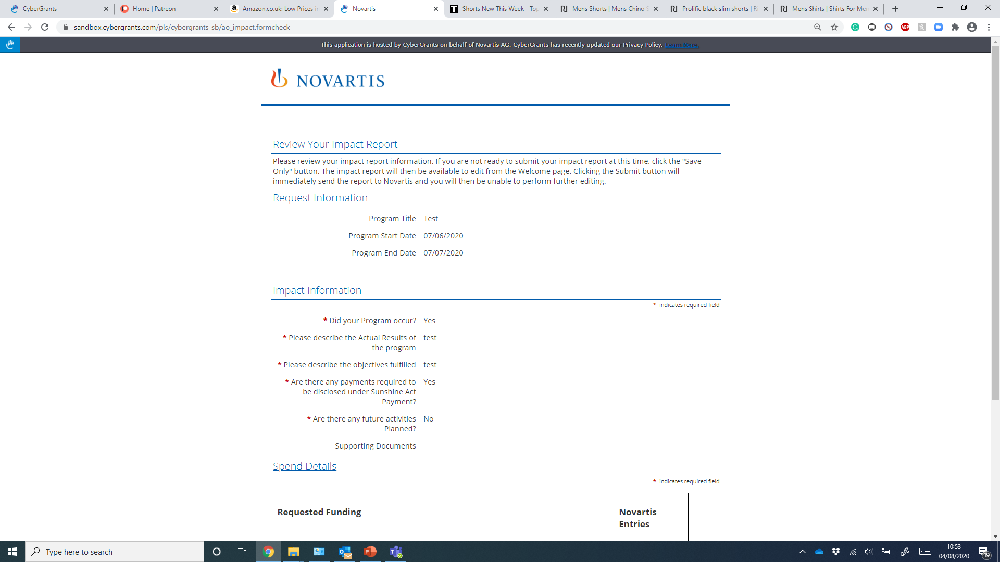 CyberGrants
Home | Patreon
Amazon.co.uk: Low Prices in
Novartis
Shorts New This Week - Top
Mens Shorts | Mens Chino S
Prolific black slim shorts | Ri
Mens Shirts | Shirts For Men
sandbox.cybergrants.com/pls/cybergrants-sb/ao_impact.formcheck
ABP
This application is hosted by CyberGrants on behalf of Novartis AG. CyberGrants has recently updated our Privacy Policy. Learn More.
NOVARTIS
Review Your Impact Report
Please review your impact report information. If you are not ready to submit your impact report at this time, click the "Save
Only" button. The impact report will then be available to edit from the Welcome page. Clicking the Submit button will
immediately send the report to Novartis and you will then be unable to perform further editing.
Request Information
Program Title Test
Program Start Date 07/06/2020
Program End Date 07/07/2020
Impact Information
* indicates required field
* Did your Program occur? Yes
* Please describe the Actual Results of test
the program
* Please describe the objectives fulfilled test
* Are there any payments required to Yes
be disclosed under Sunshine Act
Payment?
* Are there any future activities No
Planned?
Supporting Documents
Spend Details
* indicates required field
Requested Funding
Novartis
Entries
Type here to search
10:53
04/08/2020
19